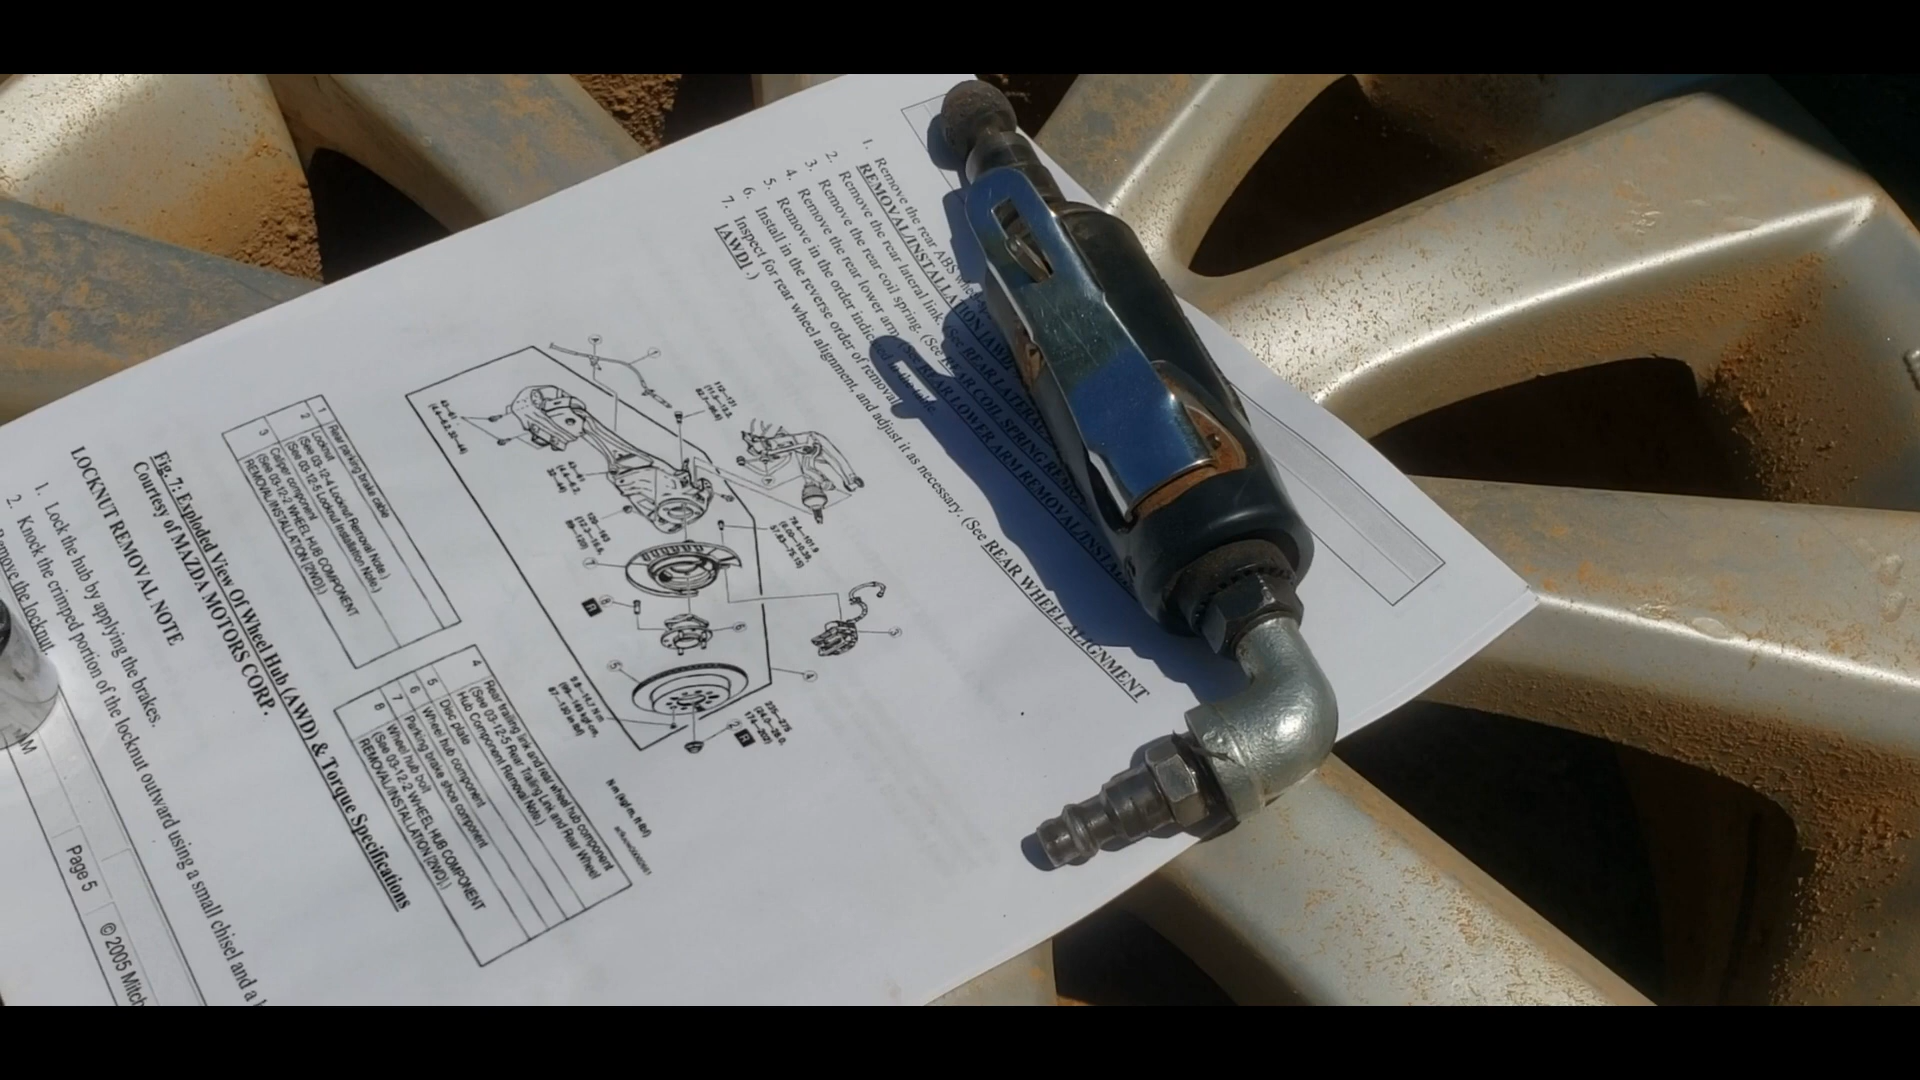 1. Remove the rear ABS
REMOVAL/INSTALLATION [AWD]
2. Remove the rear lateral link. (See REAR LATERAL
3. Remove the rear coil spring. (See REAR COIL SPRING
4. Remove the rear lower arm. (See REAR LOWER ARM REMOVAL/INSTALL
5. Remove in the order indicated in the table.
6. Install in the reverse order of removal.
7. Inspect for rear wheel alignment, and adjust it as necessary. (See REAR WHEEL ALIGNMENT
[AWD].)
1 Rear parking brake cable
2 Locknut
(See 03-12-4 Locknut Removal Note.)
(See 03-12-5 Locknut Installation Note.)
3 Caliper component
(See 03-12-2 WHEEL HUB COMPONENT
REMOVAL/INSTALLATION [2WD].)
4 Rear trailing link and rear wheel hub component
(See 03-12-5 Rear Trailing Link and Rear Wheel
Hub Component Removal Note.)
5 Disc plate
6 Wheel hub component
7 Parking brake shoe component
8 Wheel hub bolt
(See 03-12-2 WHEEL HUB COMPONENT
REMOVAL/INSTALLATION [2WD].)
Fig. 7: Exploded View Of Wheel Hub (AWD) & Torque Specifications
Courtesy of MAZDA MOTORS CORP.
LOCKNUT REMOVAL NOTE
1. Lock the hub by applying the brakes.
2. Knock the crimped portion of the locknut outward using a small chisel and a
Remove the locknut.
Page 5
© 2005 Mitch